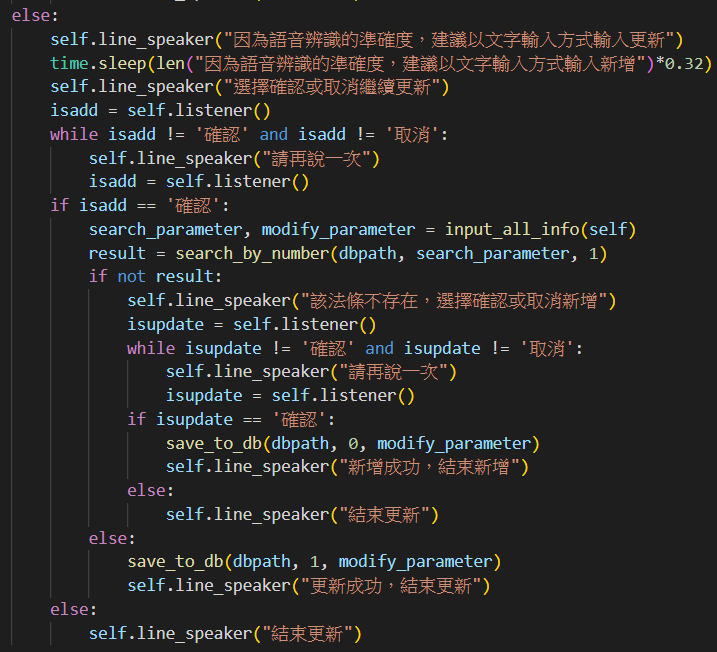 else:
    self.line_speaker("因為語音辨識的準確度，建議以文字輸入方式輸入更新")
    time.sleep(len("因為語音辨識的準確度，建議以文字輸入方式輸入新增")*0.32)
    self.line_speaker("選擇確認或取消繼續更新")
    isadd = self.listener()
    while isadd != '確認' and isadd != '取消':
        self.line_speaker("請再說一次")
        isadd = self.listener()
    if isadd == '確認':
        search_parameter, modify_parameter = input_all_info(self)
        result = search_by_number(dbpath, search_parameter, 1)
        if not result:
            self.line_speaker("該法條不存在，選擇確認或取消新增")
            isupdate = self.listener()
            while isupdate != '確認' and isupdate != '取消':
                self.line_speaker("請再說一次")
                isupdate = self.listener()
            if isupdate == '確認':
                save_to_db(dbpath, 0, modify_parameter)
                self.line_speaker("新增成功，結束新增")
            else:
                self.line_speaker("結束更新")
        else:
            save_to_db(dbpath, 1, modify_parameter)
            self.line_speaker("更新成功，結束更新")
    else:
        self.line_speaker("結束更新")